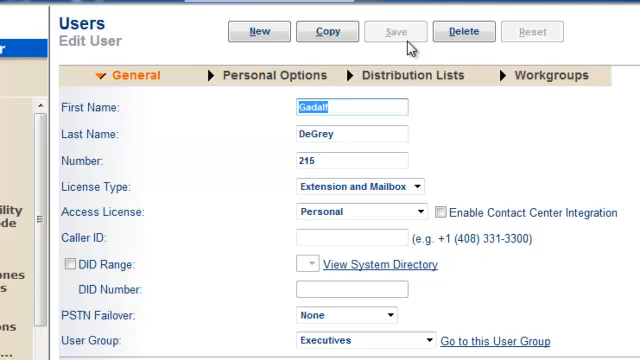 Users
Edit User
New Copy Save Delete Reset
General Personal Options Distribution Lists Workgroups
First Name: Gadalf
Last Name: DeGrey
Number: 215
License Type: Extension and Mailbox
Access License: Personal Enable Contact Center Integration
Caller ID: (e.g. +1 (408) 331-3300)
DID Range: View System Directory
DID Number:
PSTN Failover: None
User Group: Executives Go to this User Group